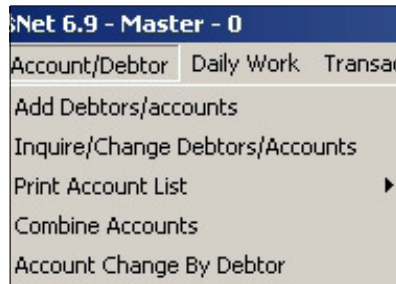 $Net 6.9 - Master - 0
Account/Debtor Daily Work
Add Debtors/accounts
Inquire/Change Debtors/Accounts
Print Account List
Combine Accounts
Account Change By Debtor